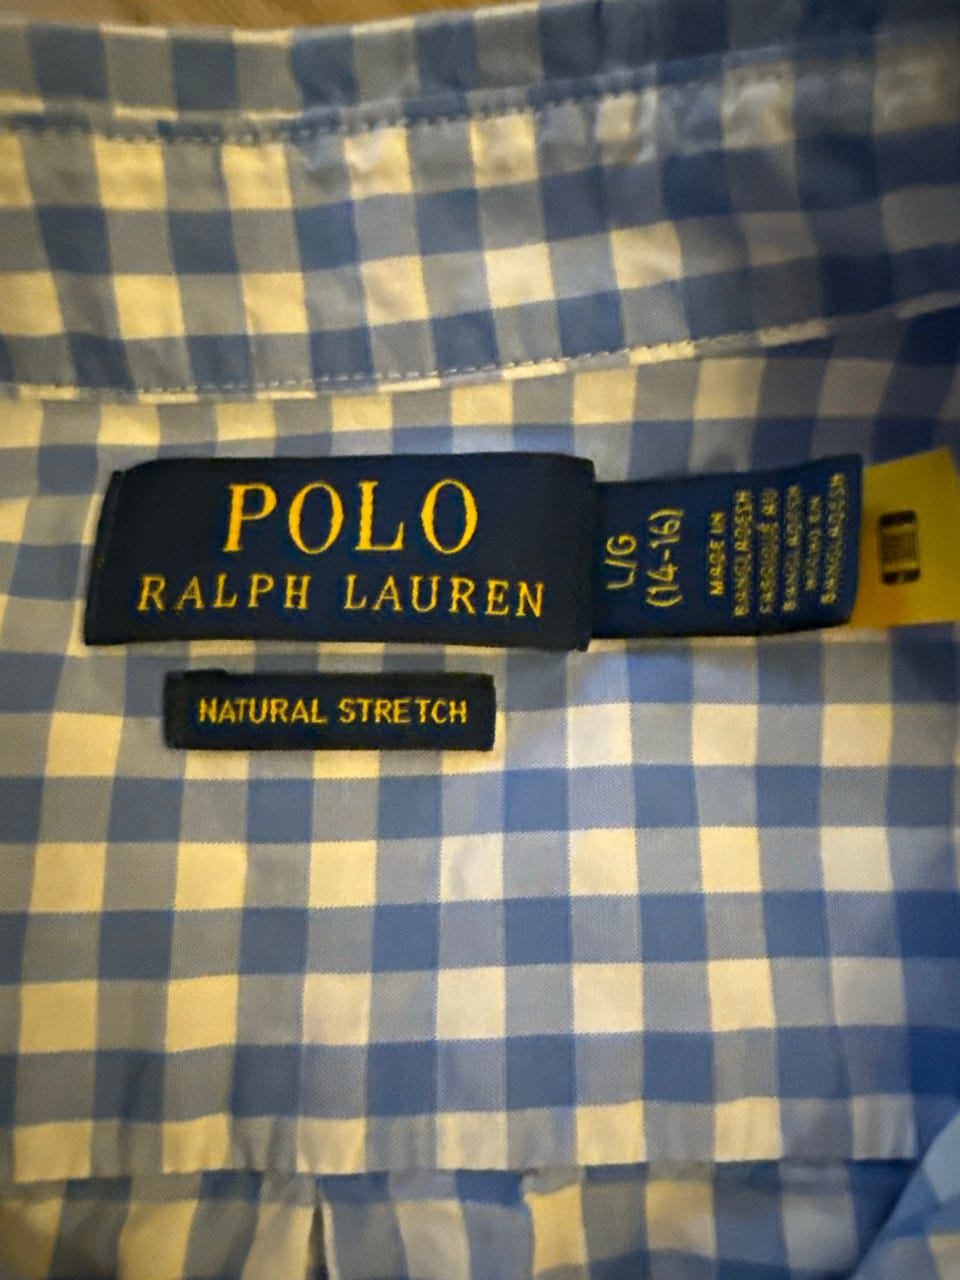 POLO
RALPH LAUREN
NATURAL STRETCH
L/G
(14-16)
MADE IN
BANGLADESH
FABRIQUÉ AU
BANGLADESH
HECHO EN
BANGLADESH